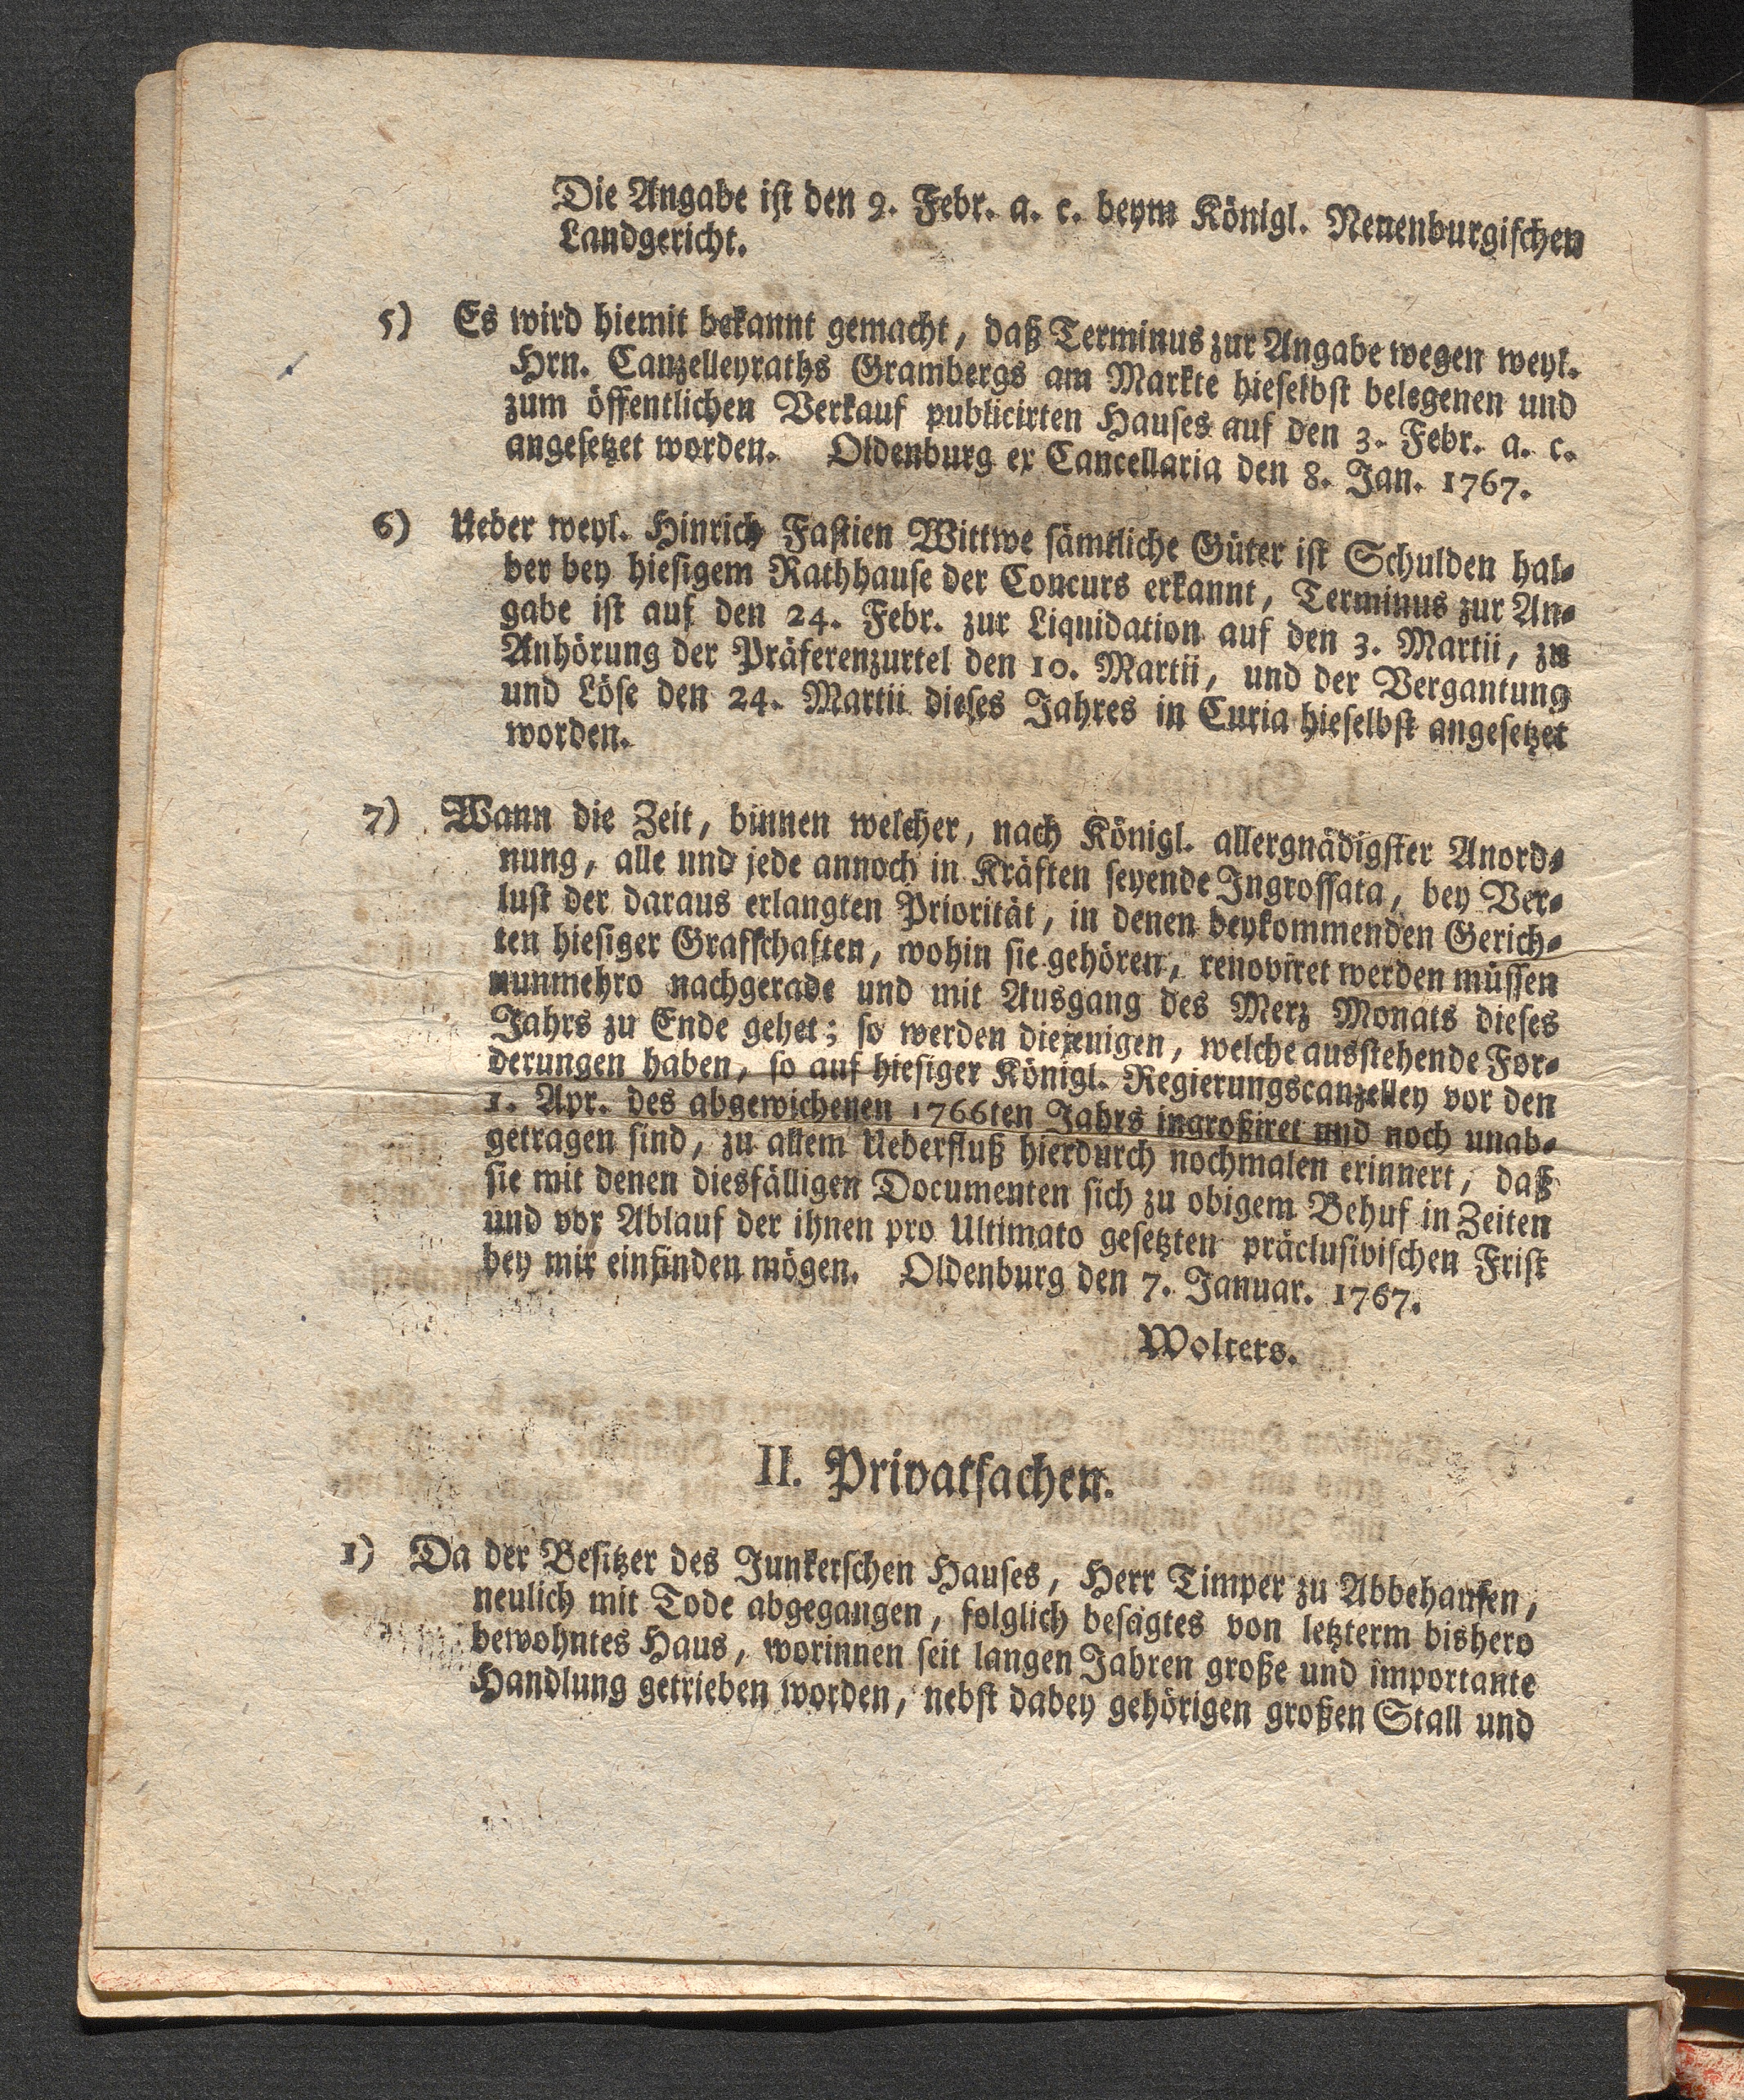 Die Angabe ist den 9. Febr. a. c. beym Königl. Neuenburgischen
Landgericht.
5) Es wird hiemit bekannt gemacht, daß Terminus zur Angabe wegen weyl.
Hrn. Canzelleyraths Grambergs am Markte hieselbst belegenen und
zum öffentlichen Verkauf publicirten Hauses auf den 3. Febr. a. c.
angesetzet worden. Oldenburg ex Cancellaria den 8. Jan. 1767.
6) Ueber weyl. Hinrich Fastien Wittwe sämtliche Güter ist Schulden hal-
ber bey hiesigem Rathhause der Concurs erkannt, Terminus zur An-
gabe ist auf den 24. Febr. zur Liquidation auf den 3. Martii, zu
Anhörung der Präferenzurtel den 10. Martii, und der Vergantung
und Löse den 24. Martii dieses Jahres in Curia hieselbst angesetzet
worden.
7) Wann die Zeit, binnen welcher, nach Königl. allergnädigster Anord-
nung, alle und jede annoch in Kräften seyende Ingrossata, bey Ver-
lust der daraus erlangten Priorität, in denen beykommenden Gerich-
ten hiesiger Graffschaften, wohin sie gehören, renoviret werden müssen
nunmehro nachgerade und mit Ausgang des Merz Monats dieses
Jahrs zu Ende gehet; so werden diejenigen, welche ausstehende For-
derungen haben, so auf hiesiger Königl. Regierungscanzelley vor den
1. Apr. des abgewichenen 1766ten Jahrs ingroßiret und noch unab-
getragen sind, zu allem Ueberfluß hierdurch nochmalen erinnert, daß
sie mit denen diesfälligen Documenten sich zu obigem Behuf in Zeiten
und vor Ablauf der ihnen pro Ultimato gesetzten präclusivischen Frist
bey mir einfinden mögen. Oldenburg den 7. Januar. 1767.
Wolters.
II. Privatsachen.
1) Da der Besitzer des Junkerschen Hauses, Herr Timper zu Abbehausen,
neulich mit Tode abgegangen, folglich besagtes von letzterm bishero
bewohntes Haus, worinnen seit langen Jahren große und importante
Handlung getrieben worden, nebst dabey gehörigen großen Stall und